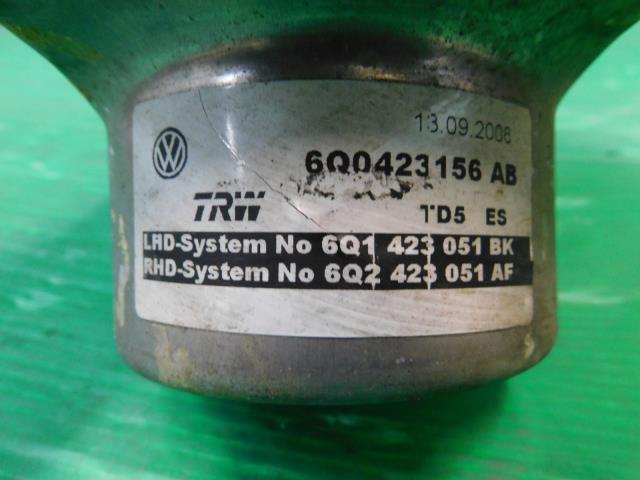 13.09.2006
6Q0423156 AB
TRW
TD5 ES
LHD-System No 6Q1 423 051 BK
RHD-System No 6Q2 423 051 AF